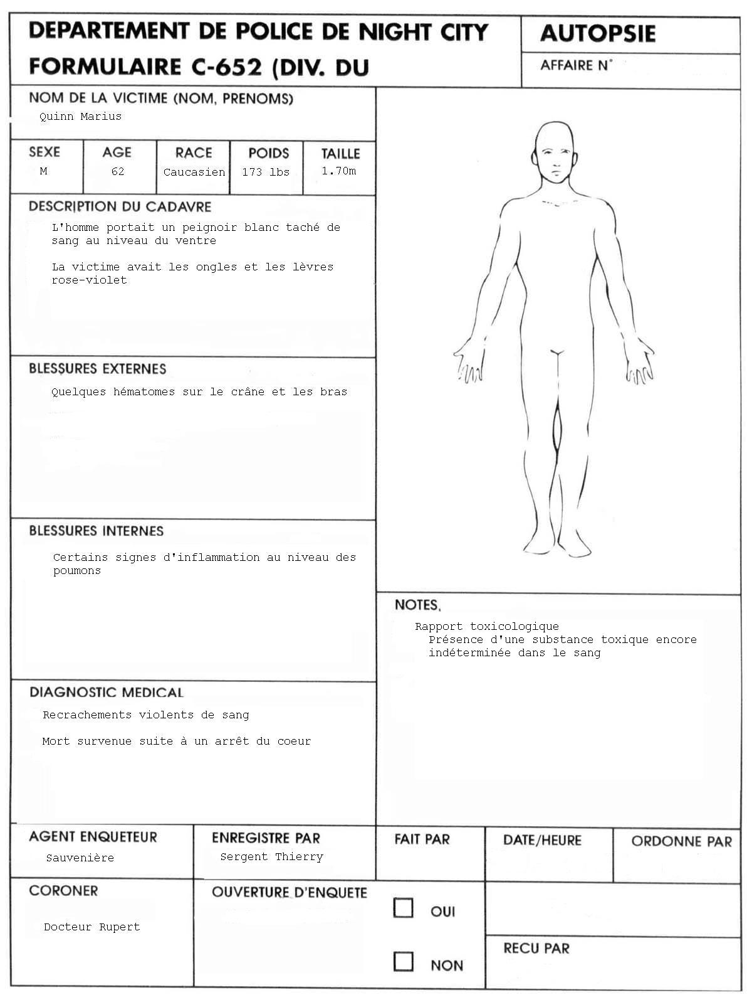 DEPARTEMENT DE POLICE DE NIGHT CITY
FORMULAIRE C-652 (DIV. DU
AUTOPSIE
AFFAIRE N°
NOM DE LA VICTIME (NOM, PRENOMS)
Quinn Marius
SEXE
M
AGE
62
RACE
Caucasien
POIDS
173 lbs
TAILLE
1.70m
DESCRIPTION DU CADAVRE
L'homme portait un peignoir blanc taché de
sang au niveau du ventre
La victime avait les ongles et les lèvres
rose-violet
BLESSURES EXTERNES
Quelques hématomes sur le crâne et les bras
BLESSURES INTERNES
Certains signes d'inflammation au niveau des
poumons
DIAGNOSTIC MEDICAL
Recrachements violents de sang
Mort survenue suite à un arrêt du coeur
NOTES,
Rapport toxicologique
Présence d'une substance toxique encore
indéterminée dans le sang
AGENT ENQUETEUR
Sauvenière
ENREGISTRE PAR
Sergent Thierry
FAIT PAR
DATE/HEURE
ORDONNE PAR
CORONER
Docteur Rupert
OUVERTURE D'ENQUETE
OUI
NON
RECU PAR